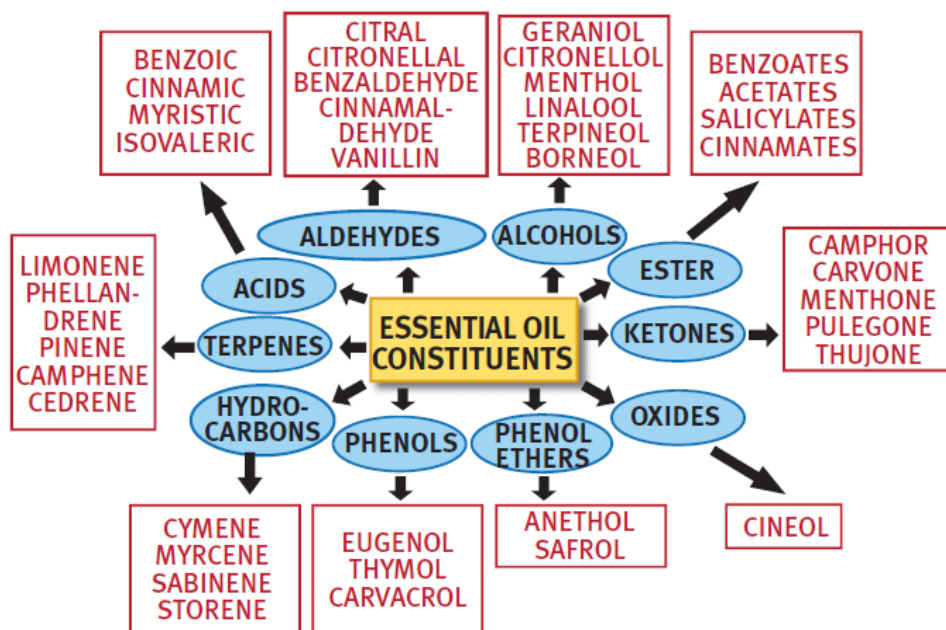 BENZOIC
CINNAMIC
MYRISTIC
ISOVALERIC
CITRAL
CITRONELLAL
BENZALDEHYDE
CINNAMAL-
DEHYDE
VANILLIN
GERANIOL
CITRONELLOL
MENTHOL
LINALOOL
TERPINEOL
BORNEOL
BENZOATES
ACETATES
SALICYLATES
CINNAMATES
ALDEHYDES
ALCOHOLS
ACIDS
ESTER
LIMONENE
PHELLAN-
DRENE
PINENE
CAMPHENE
CEDRENE
TERPENES
ESSENTIAL OIL
CONSTITUENTS
KETONES
CAMPHOR
CARVONE
MENTHONE
PULEGONE
THUJONE
HYDRO-
CARBONS
PHENOLS
PHENOL
ETHERS
OXIDES
CYMENE
MYRCENE
SABINENE
STORENE
EUGENOL
THYMOL
CARVACROL
ANETHOL
SAFROL
CINEOL